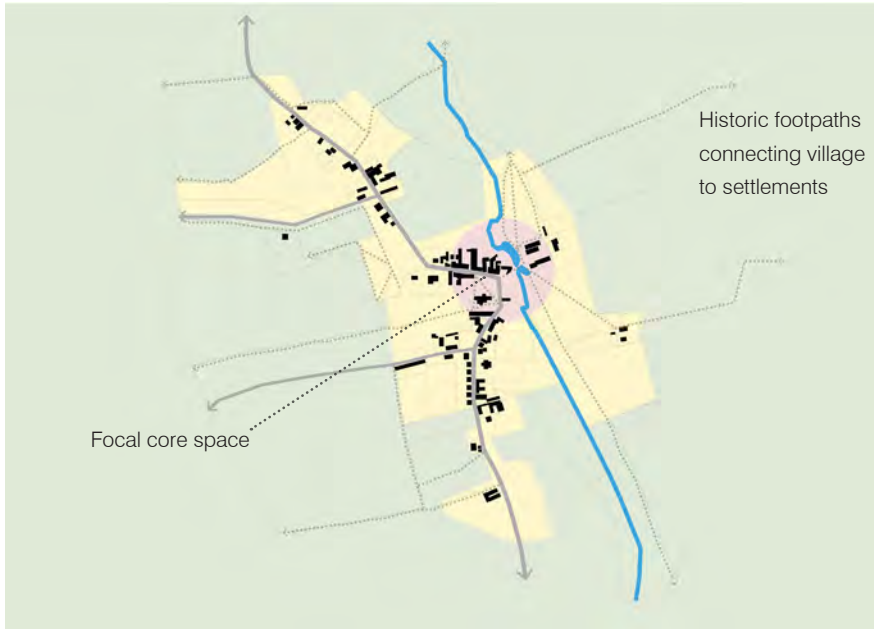 Historic footpaths
connecting village
to settlements
Focal core space